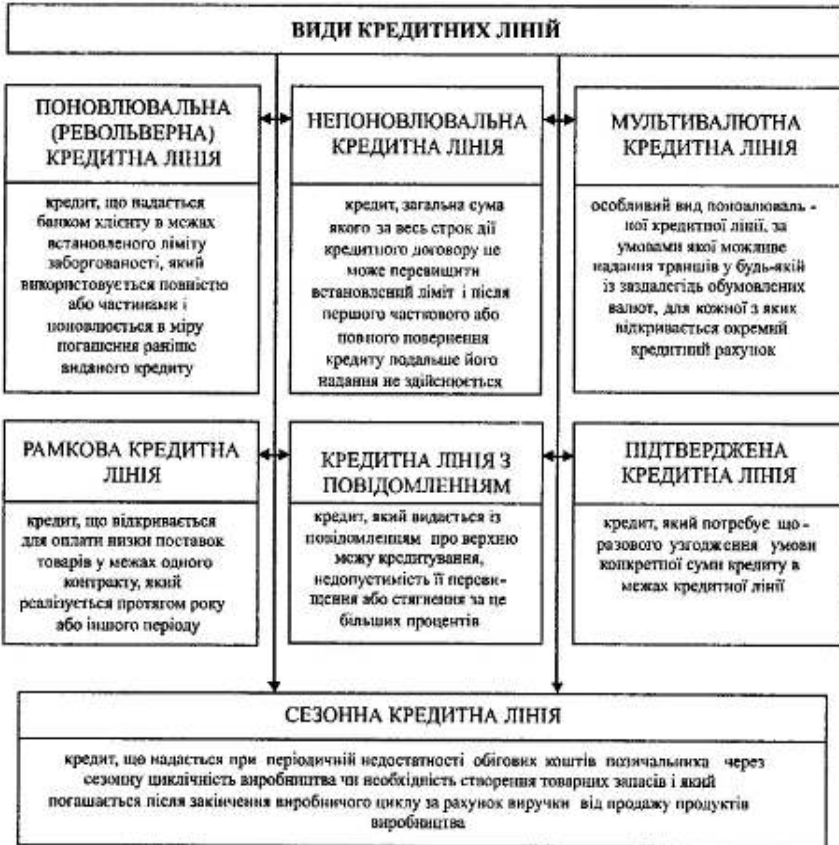 ВИДИ КРЕДИТНИХ ЛІНІЙ
ПОНОВЛЮВАЛЬНА
(РЕВОЛЬВЕРНА)
КРЕДИТНА ЛІНІЯ
кредит, що надається
банком клієнту в межах
встановленого ліміту
заборгованості, який
використовується повністю
або частинами і
поновлюється в міру
погашення раніше
виданого кредиту
НЕПОНОВЛЮВАЛЬНА
КРЕДИТНА ЛІНІЯ
кредит, загальна сума
якого за весь строк дії
кредитного договору не
може перевищити
встановлений ліміт і після
першого часткового або
повного повернення
кредиту подальше його
надання не здійснюється
МУЛЬТИВАЛЮТНА
КРЕДИТНА ЛІНІЯ
особливий вид поновлюваль -
ної кредитної лінії, за
умовами якої можливе
надання траншів у будь-якій
із заздалегідь обумовлених
валют, для кожної з яких
відкривається окремий
кредитний рахунок
РАМКОВА КРЕДИТНА
ЛІНІЯ
кредит, що відкривається
для оплати низки поставок
товарів у межах одного
контракту, який
реалізується протягом року
або іншого періоду
КРЕДИТНА ЛІНІЯ З
ПОВІДОМЛЕННЯМ
кредит, який видається із
повідомленням про верхню
межу кредитування,
недопустимість її переви-
щення або стягнення за це
більших процентів
ПІДТВЕРДЖЕНА
КРЕДИТНА ЛІНІЯ
кредит, який потребує що -
разового узгодження умови
конкретної суми кредиту в
межах кредитної лінії
СЕЗОННА КРЕДИТНА ЛІНІЯ
кредит, що надається при періодичній недостатності обігових коштів позичальника через
сезонну циклічність виробництва чи необхідність створення товарних запасів і який
погашається після закінчення виробничого циклу за рахунок виручки від продажу продуктів
виробництва